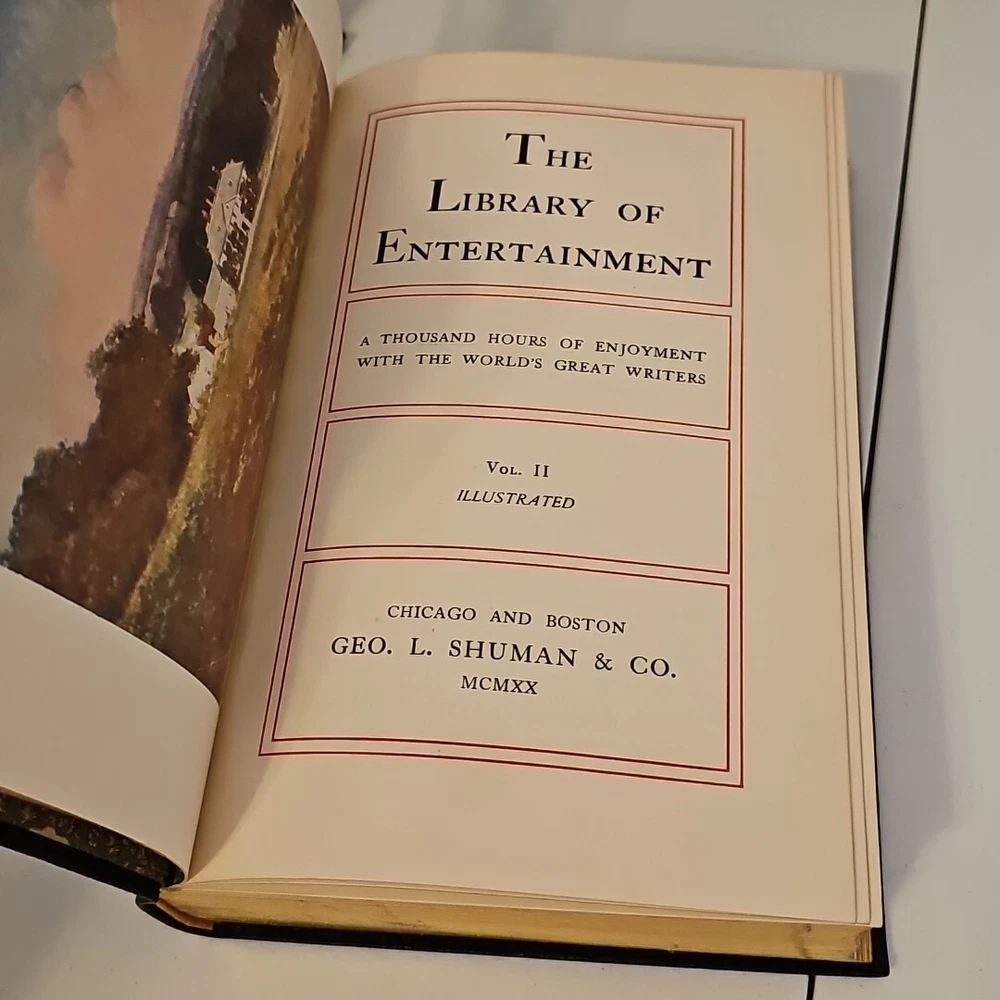 THE
LIBRARY OF
ENTERTAINMENT
A THOUSAND HOURS OF ENJOYMENT
WITH THE WORLD'S GREAT WRITERS
VOL. II
ILLUSTRATED
CHICAGO AND BOSTON
GEO. L. SHUMAN & CO.
MCMXX